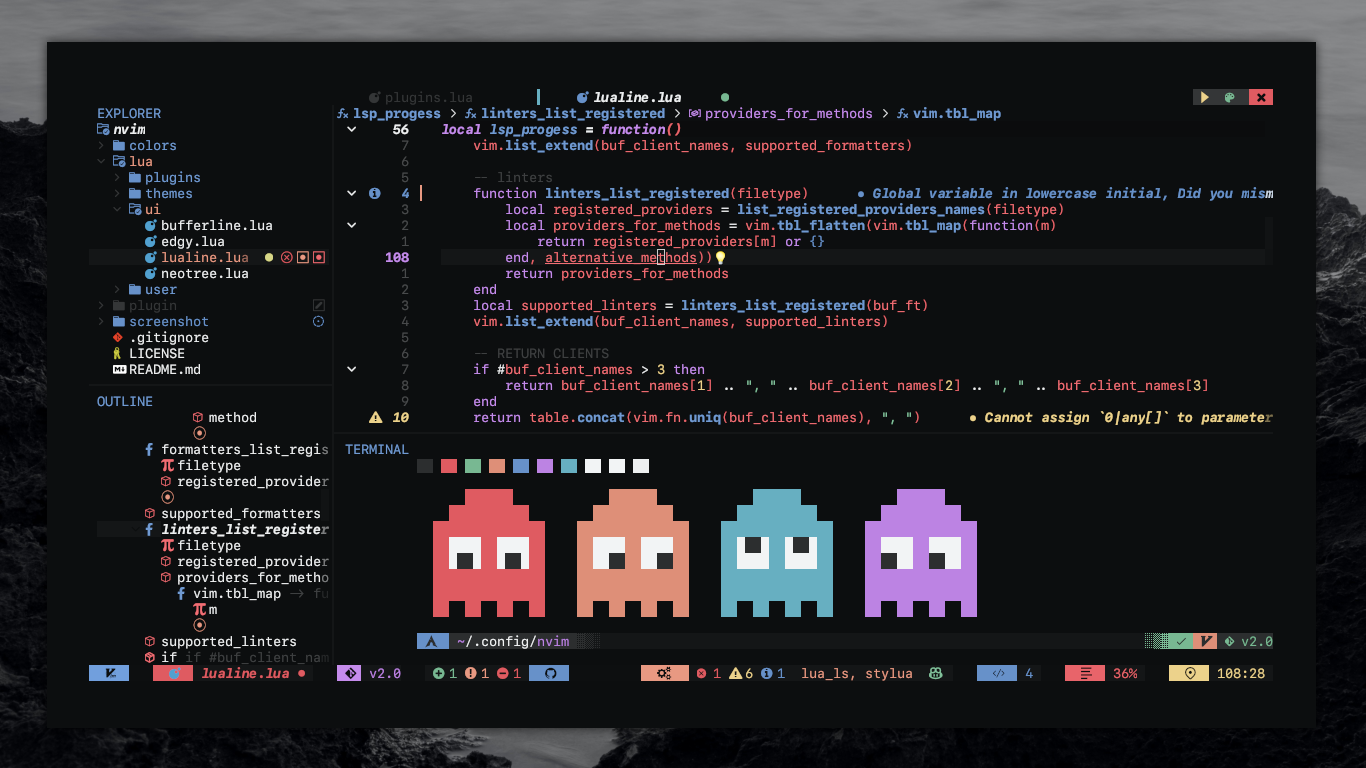 plugins.lua
lualine.lua
EXPLORER
nvim
colors
lua
plugins
themes
ui
bufferline.lua
edgy.lua
lualine.lua
neotree.lua
user
plugin
screenshot
.gitignore
LICENSE
README.md
OUTLINE
method
formatters_list_regis
filetype
registered_provider
supported_formatters
linters_list_register
filetype
registered_provider
providers_for_metho
vim.tbl_map -> fu
m
supported_linters
if if #buf_client_nam
lsp_progess > linters_list_registered > providers_for_methods > vim.tbl_map
56 local lsp_progess = function()
7 vim.list_extend(buf_client_names, supported_formatters)
6
5 -- linters
4 function linters_list_registered(filetype) ● Global variable in lowercase initial, Did you mism
3 local registered_providers = list_registered_providers_names(filetype)
2 local providers_for_methods = vim.tbl_flatten(vim.tbl_map(function(m)
1 return registered_providers[m] or {}
108 end, alternative_methods))
1 return providers_for_methods
2 end
3 local supported_linters = linters_list_registered(buf_ft)
4 vim.list_extend(buf_client_names, supported_linters)
5
6 -- RETURN CLIENTS
7 if #buf_client_names > 3 then
8 return buf_client_names[1] .. ", " .. buf_client_names[2] .. ", " .. buf_client_names[3]
9 end
10 return table.concat(vim.fn.uniq(buf_client_names), ", ") ● Cannot assign `0|any[]` to parameter
TERMINAL
~/.config/nvim v2.0
lualine.lua v2.0 1 1 1 1 6 1 lua_ls, stylua 4 36% 108:28